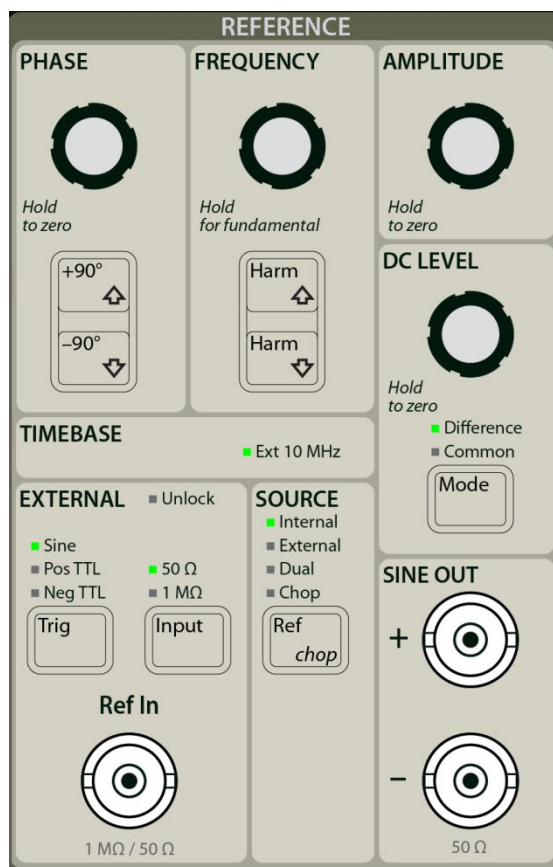 REFERENCE
PHASE
Hold
to zero
+90°
–90°
FREQUENCY
Hold
for fundamental
Harm
Harm
AMPLITUDE
Hold
to zero
DC LEVEL
Hold
to zero
Difference
Common
Mode
TIMEBASE
Ext 10 MHz
EXTERNAL
Unlock
Sine
Pos TTL
Neg TTL
50 Ω
1 MΩ
Trig
Input
Ref In
1 MΩ / 50 Ω
SOURCE
Internal
External
Dual
Chop
Ref
chop
SINE OUT
+
–
50 Ω